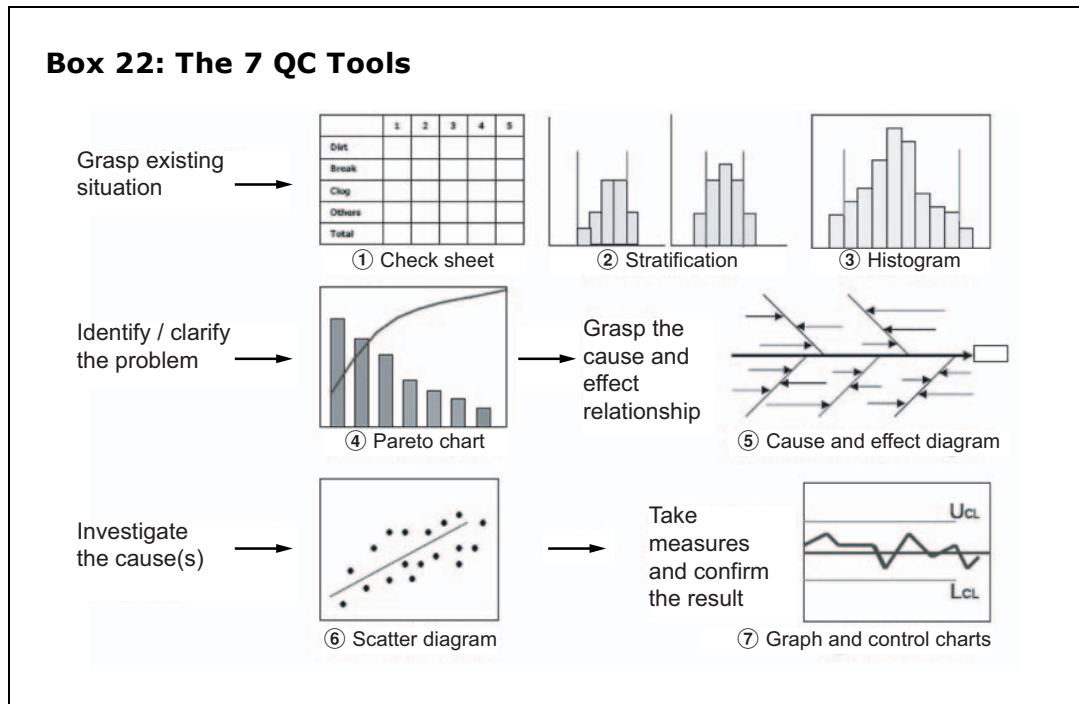 Box 22: The 7 QC Tools
Grasp existing
situation
1 2 3 4 5
Dirt
Break
Clog
Others
Total
① Check sheet
② Stratification
③ Histogram
Identify / clarify
the problem
④ Pareto chart
Grasp the
cause and
effect
relationship
⑤ Cause and effect diagram
Investigate
the cause(s)
⑥ Scatter diagram
Take
measures
and confirm
the result
UCL
LCL
⑦ Graph and control charts